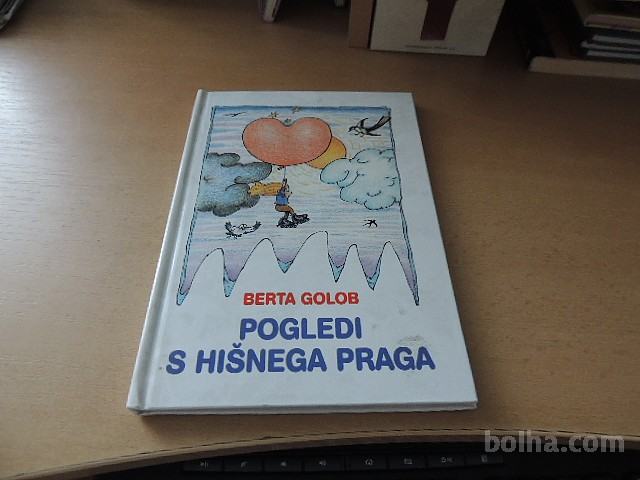 BERTA GOLOB
POGLEDI
S HIŠNEGA PRAGA
bolha.com